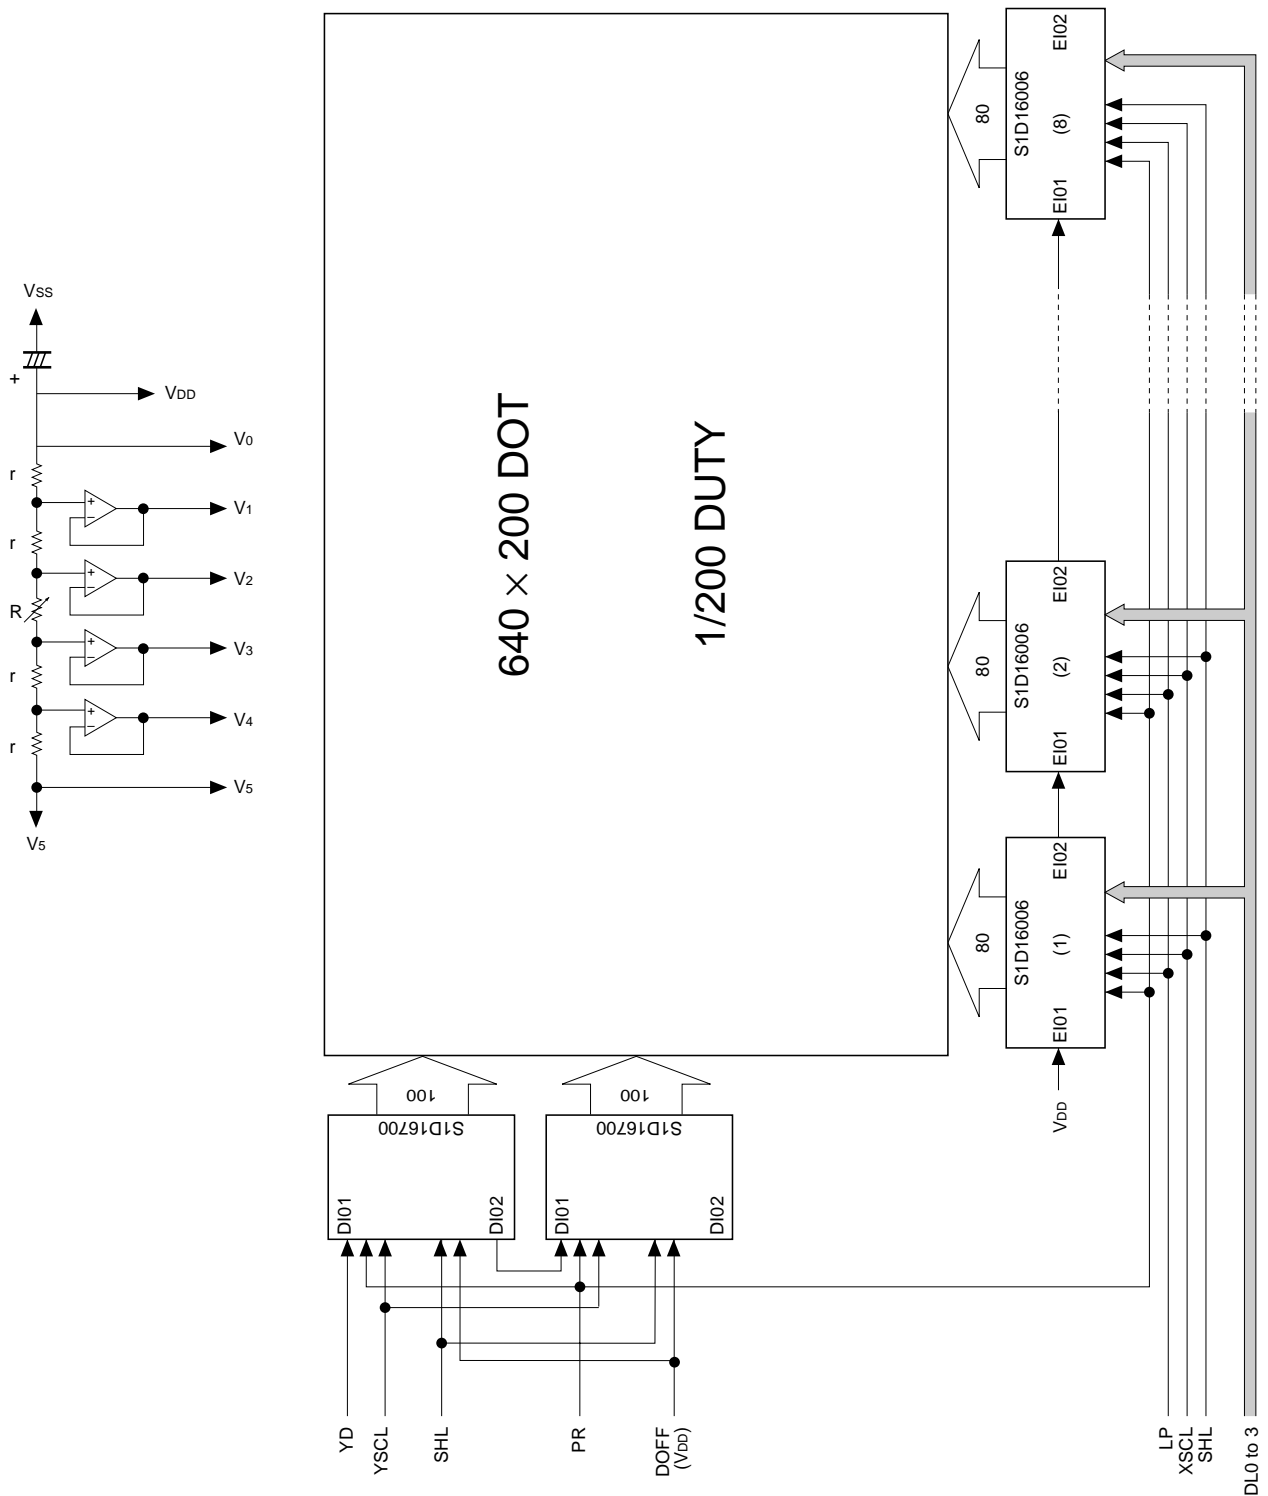 VSS
+
VDD
V0
r
V1
r
V2
R
V3
r
V4
r
V5
V5
+
−
+
−
+
−
+
−
640 × 200 DOT
1/200 DUTY
80
S1D16006
(8)
EI01
EI02
80
S1D16006
(2)
EI01
EI02
80
S1D16006
(1)
EI01
EI02
VDD
100
S1D16700
DI01
DI02
100
S1D16700
DI01
DI02
YD
YSCL
SHL
PR
DOFF
(VDD)
LP
XSCL
SHL
DL0 to 3